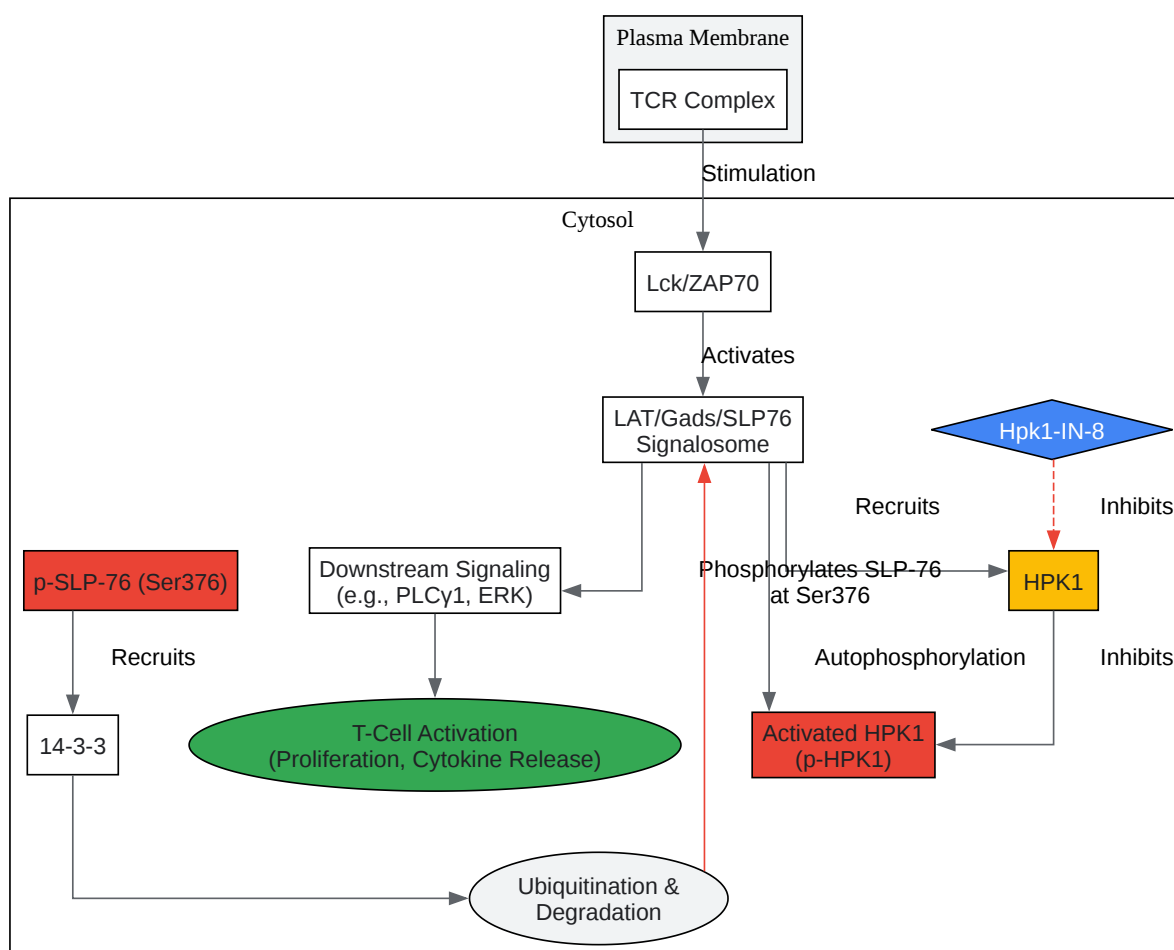 Plasma Membrane
TCR Complex
Stimulation
Cytosol
Lck/ZAP70
Activates
LAT/Gads/SLP76
Signalosome
Hpk1-IN-8
Recruits
Inhibits
p-SLP-76 (Ser376)
Downstream Signaling
(e.g., PLCγ1, ERK)
Phosphorylates SLP-76
at Ser376
HPK1
Recruits
Autophosphorylation
Inhibits
14-3-3
T-Cell Activation
(Proliferation, Cytokine Release)
Activated HPK1
(p-HPK1)
Ubiquitination &
Degradation